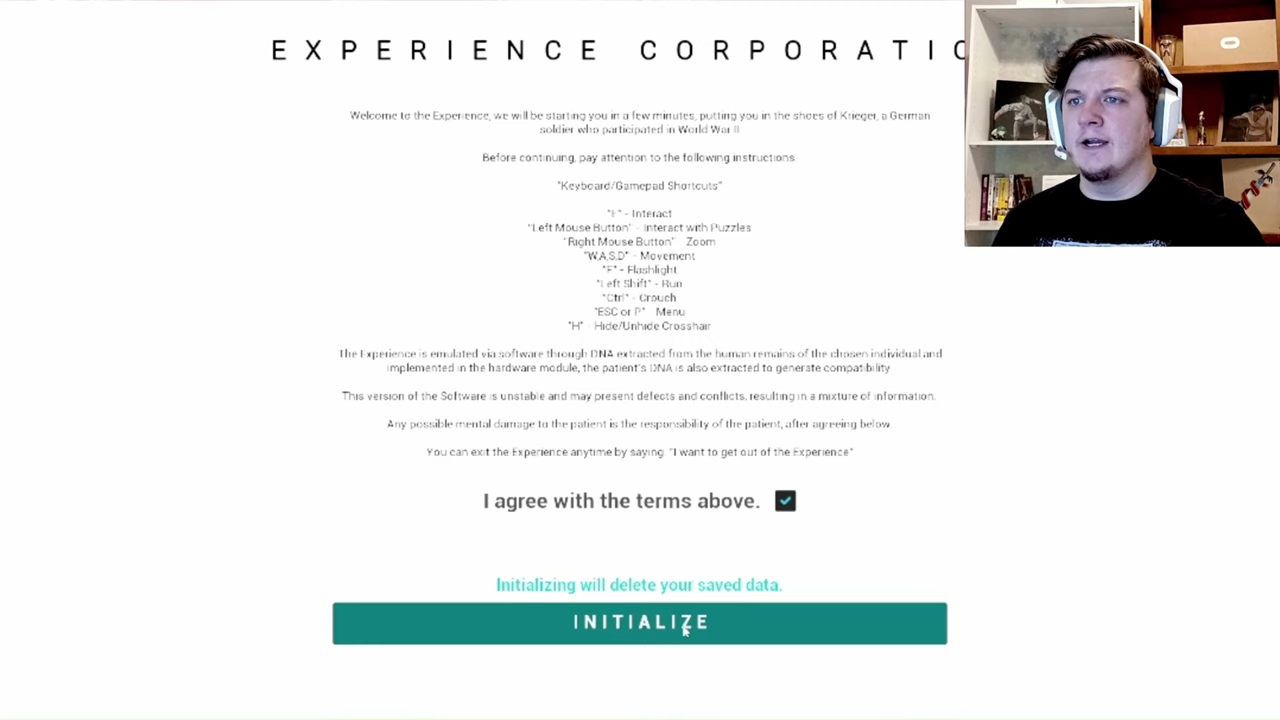 EXPERIENCE CORPORATIO
Welcome to the Experience, we will be starting you in a few minutes, putting you in the shoes of Krieger, a German
soldier who participated in World War II
Before continuing, pay attention to the following instructions
"Keyboard/Gamepad Shortcuts"
"E" - Interact
"Left Mouse Button" - Interact with Puzzles
"Right Mouse Button" Zoom
"W,A,S,D" - Movement
"F" - Flashlight
"Left Shift" - Run
"Ctrl" - Crouch
"ESC or P" Menu
"H" - Hide/Unhide Crosshair
The Experience is emulated via software through DNA extracted from the human remains of the chosen individual and
implemented in the hardware module, the patient's DNA is also extracted to generate compatibility
This version of the Software is unstable and may present defects and conflicts, resulting in a mixture of information.
Any possible mental damage to the patient is the responsibility of the patient, after agreeing below.
You can exit the Experience anytime by saying "I want to get out of the Experience"
I agree with the terms above.
Initializing will delete your saved data.
INITIALIZE